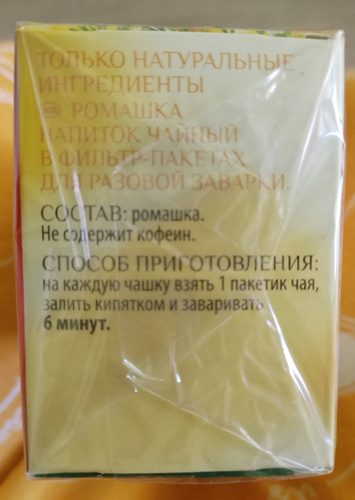 ТОЛЬКО НАТУРАЛЬНЫЕ
ИНГРЕДИЕНТЫ
РОМАШКА
НАПИТОК ЧАЙНЫЙ
В ФИЛЬТР-ПАКЕТАХ
ДЛЯ РАЗОВОЙ ЗАВАРКИ.
СОСТАВ: ромашка.
Не содержит кофеин.
СПОСОБ ПРИГОТОВЛЕНИЯ:
на каждую чашку взять 1 пакетик чая,
залить кипятком и заваривать
6 минут.